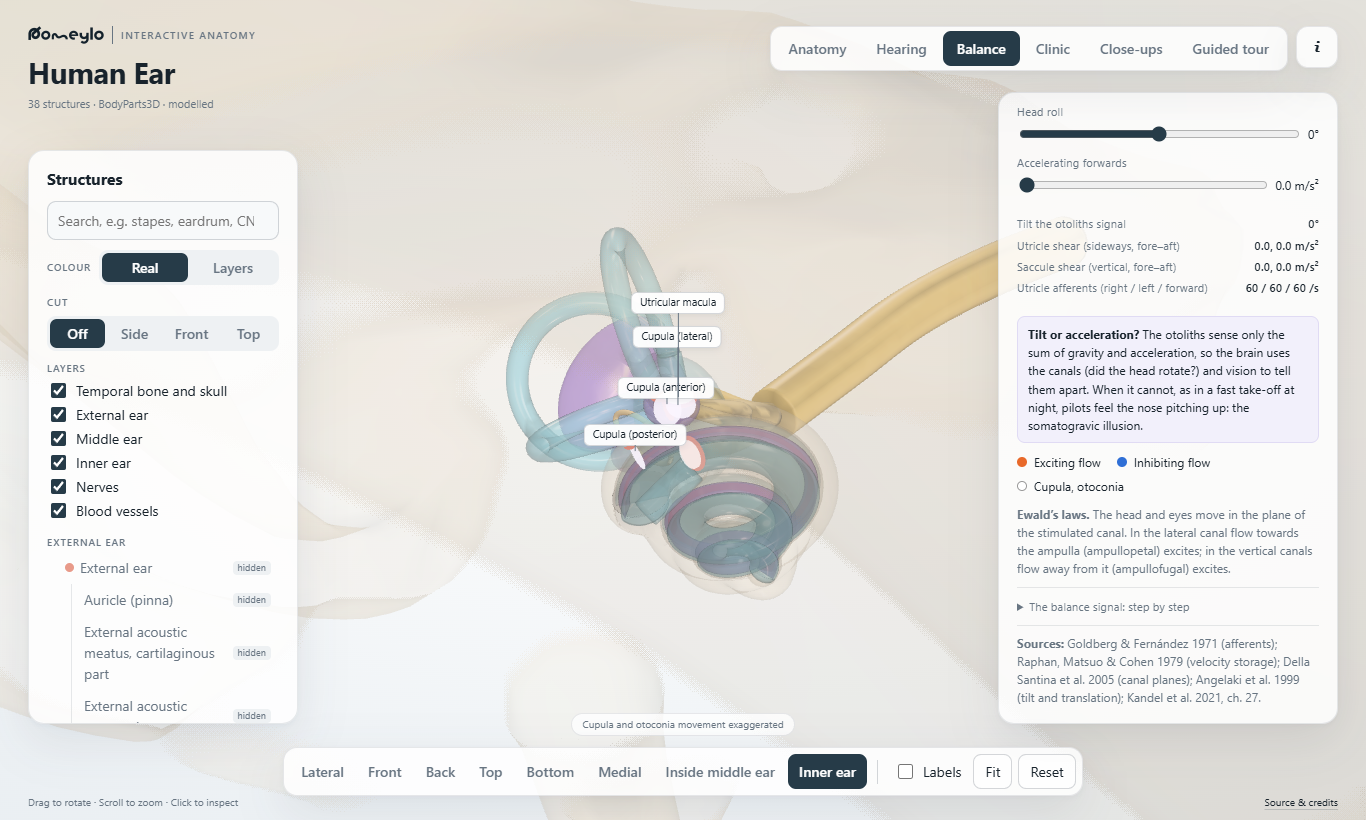 Pomeylo
INTERACTIVE ANATOMY
Human Ear
38 structures · BodyParts3D · modelled
Anatomy
Hearing
Balance
Clinic
Close-ups
Guided tour
i
Structures
Search, e.g. stapes, eardrum, CN
COLOUR
Real
Layers
CUT
Off
Side
Front
Top
LAYERS
Temporal bone and skull
External ear
Middle ear
Inner ear
Nerves
Blood vessels
EXTERNAL EAR
External ear hidden
Auricle (pinna) hidden
External acoustic
meatus, cartilaginous hidden
part
External acoustic
hidden
Utricular macula
Cupula (lateral)
Cupula (anterior)
Cupula (posterior)
Cupula and otoconia movement exaggerated
Head roll
0°
Accelerating forwards
0.0 m/s²
Tilt the otoliths signal 0°
Utricle shear (sideways, fore–aft) 0.0, 0.0 m/s²
Saccule shear (vertical, fore–aft) 0.0, 0.0 m/s²
Utricle afferents (right / left / forward) 60 / 60 / 60 /s
Tilt or acceleration? The otoliths sense only the
sum of gravity and acceleration, so the brain uses
the canals (did the head rotate?) and vision to tell
them apart. When it cannot, as in a fast take-off at
night, pilots feel the nose pitching up: the
somatogravic illusion.
Exciting flow
Inhibiting flow
Cupula, otoconia
Ewald's laws. The head and eyes move in the plane of
the stimulated canal. In the lateral canal flow towards
the ampulla (ampullopetal) excites; in the vertical canals
flow away from it (ampullofugal) excites.
The balance signal: step by step
Sources: Goldberg & Fernández 1971 (afferents);
Raphan, Matsuo & Cohen 1979 (velocity storage); Della
Santina et al. 2005 (canal planes); Angelaki et al. 1999
(tilt and translation); Kandel et al. 2021, ch. 27.
Lateral
Front
Back
Top
Bottom
Medial
Inside middle ear
Inner ear
Labels
Fit
Reset
Drag to rotate · Scroll to zoom · Click to inspect
Source & credits